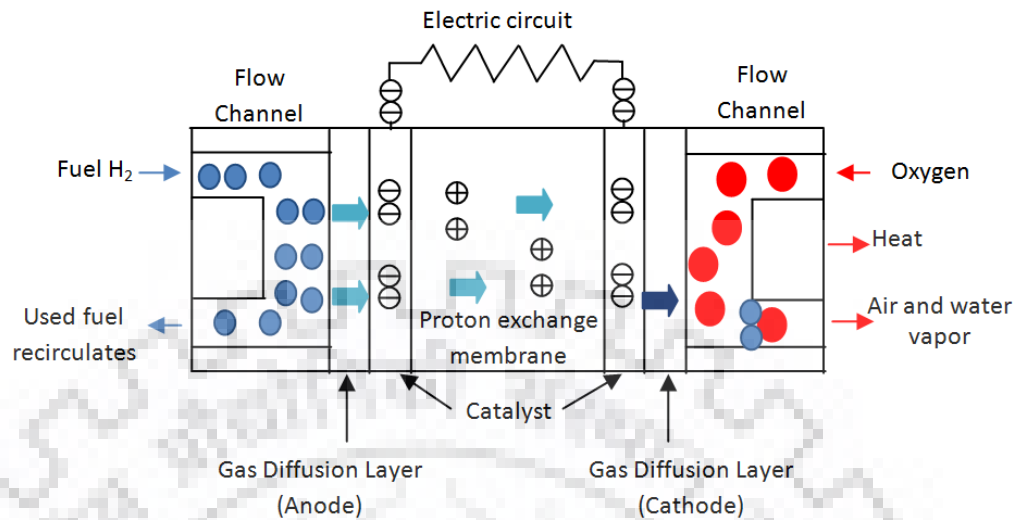 Electric circuit
Flow
Channel
Flow
Channel
Fuel H₂
Oxygen
Heat
Used fuel
recirculates
Air and water
vapor
Proton exchange
membrane
Catalyst
Gas Diffusion Layer
(Anode)
Gas Diffusion Layer
(Cathode)